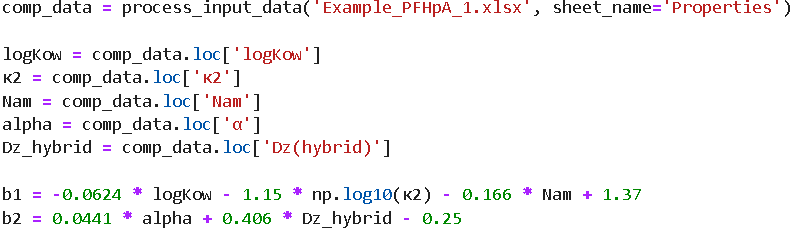 comp_data = process_input_data('Example_PFHpA_1.xlsx', sheet_name='Properties')
logKow = comp_data.loc['logKow']
κ2 = comp_data.loc['κ2']
Nam = comp_data.loc['Nam']
alpha = comp_data.loc['α']
Dz_hybrid = comp_data.loc['Dz(hybrid)']
b1 = -0.0624 * logKow - 1.15 * np.log10(κ2) - 0.166 * Nam + 1.37
b2 = 0.0441 * alpha + 0.406 * Dz_hybrid - 0.25